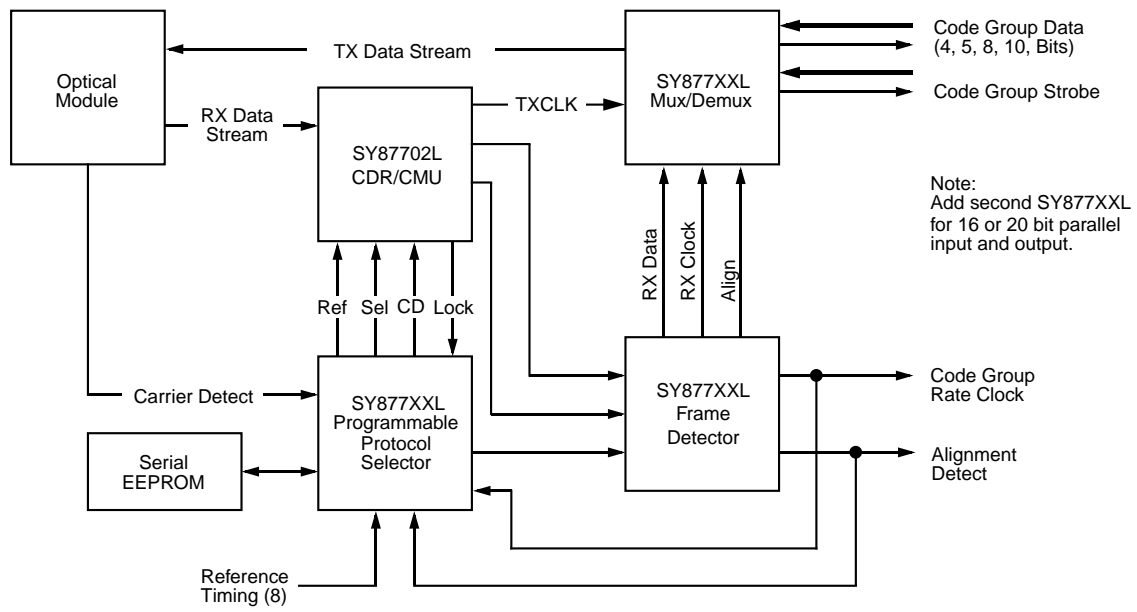 TX Data Stream
Code Group Data
(4, 5, 8, 10, Bits)
Optical
Module
SY877XXL
Mux/Demux
TXCLK
Code Group Strobe
RX Data
Stream
SY87702L
CDR/CMU
Note:
Add second SY877XXL
for 16 or 20 bit parallel
input and output.
RX Data
RX Clock
Align
Ref
Sel
CD
Lock
Carrier Detect
SY877XXL
Programmable
Protocol
Selector
SY877XXL
Frame
Detector
Code Group
Rate Clock
Serial
EEPROM
Alignment
Detect
Reference
Timing (8)